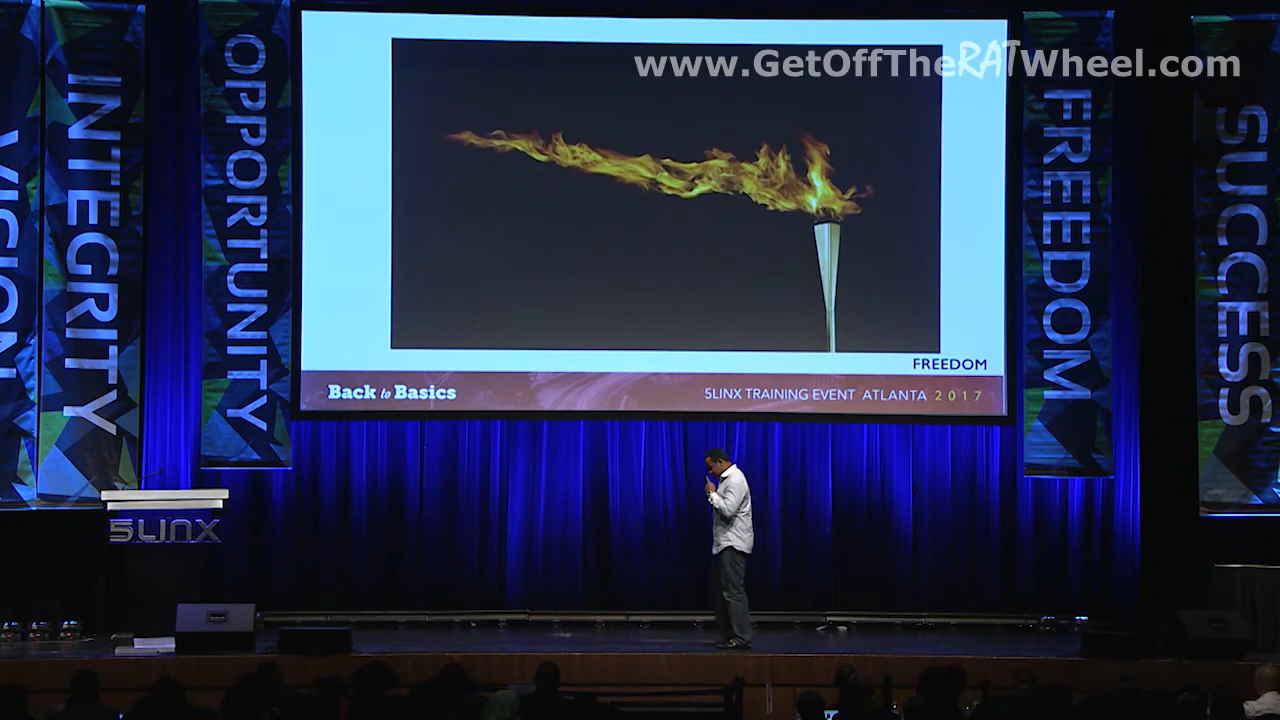 www.GetOffTheRATWheel.com
VISION
INTEGRITY
OPPORTUNITY
FREEDOM
SUCCESS
FREEDOM
Back to Basics
5LINX TRAINING EVENT ATLANTA 2017
5LINX